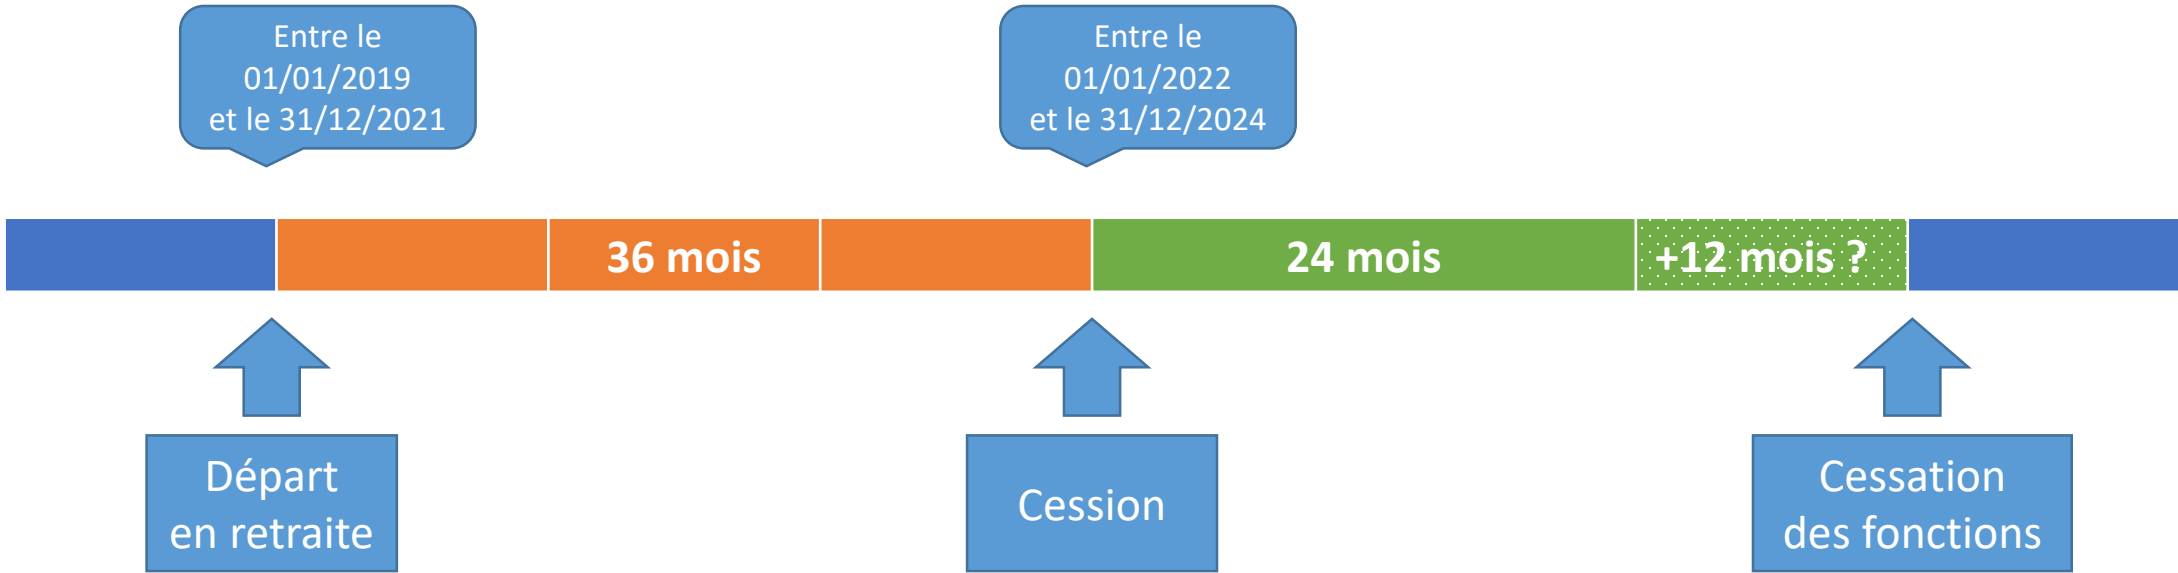 Entre le
01/01/2019
et le 31/12/2021
Entre le
01/01/2022
et le 31/12/2024
36 mois
24 mois
+12 mois ?
Départ
en retraite
Cession
Cessation
des fonctions